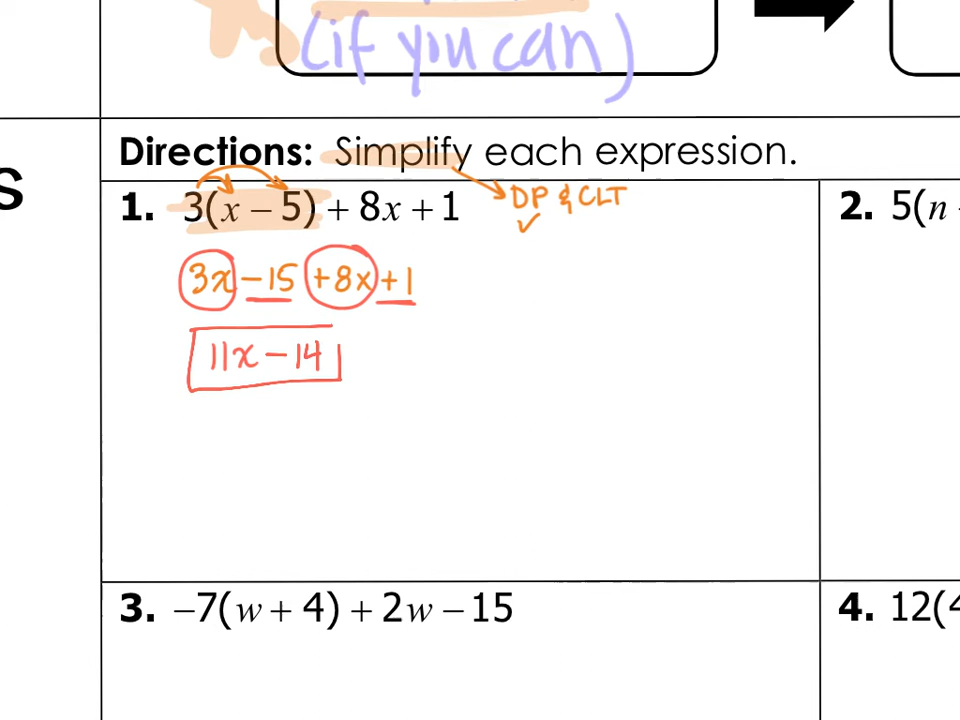 (if you can)
s
Directions: Simplify each expression.
1. 3(x – 5) + 8x + 1
DP & CLT
✓
3x – 15 + 8x + 1
11x – 14
2. 5(n
3. –7(w + 4) + 2w – 15
4. 12(4